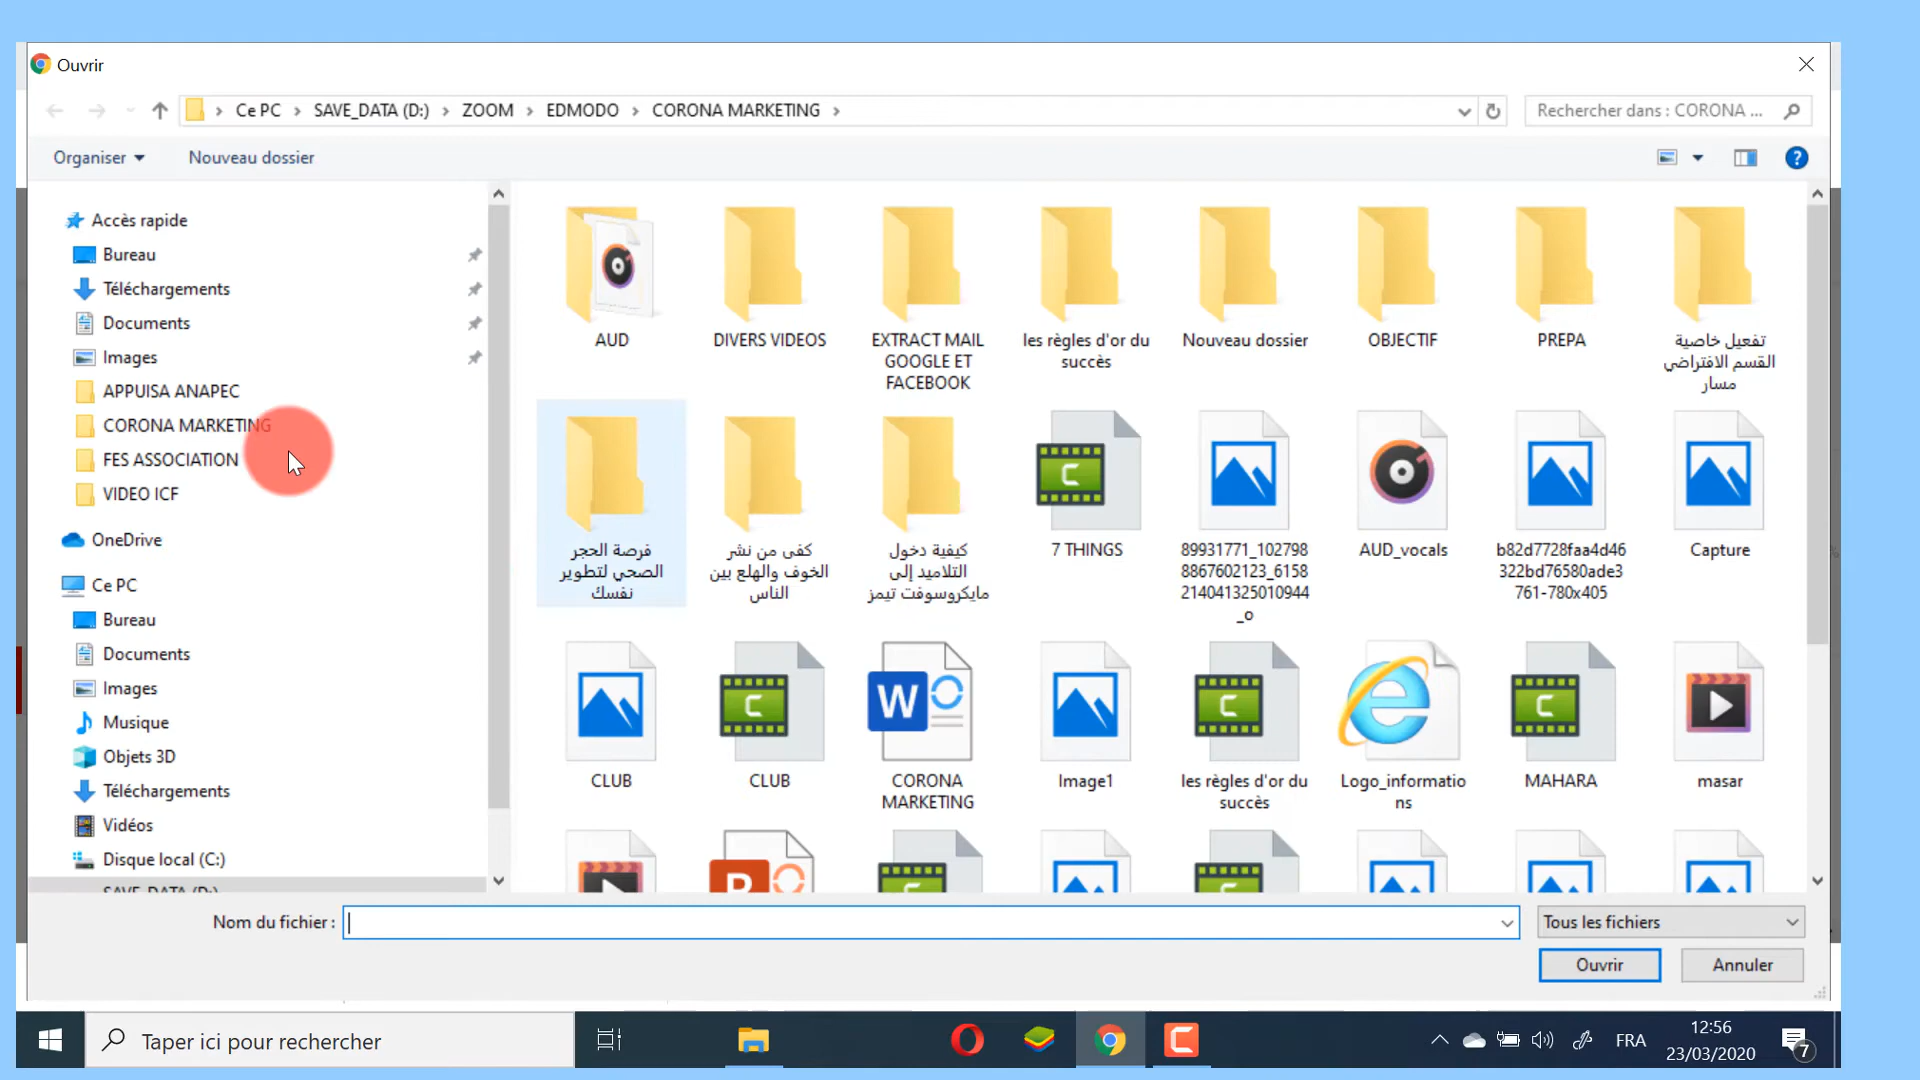 Ouvrir
Ce PC > SAVE_DATA (D:) > ZOOM > EDMODO > CORONA MARKETING >
Rechercher dans : CORONA ...
Organiser
Nouveau dossier
Accès rapide
Bureau
Téléchargements
Documents
Images
APPUISA ANAPEC
CORONA MARKETING
FES ASSOCIATION
VIDEO ICF
OneDrive
Ce PC
Bureau
Documents
Images
Musique
Objets 3D
Téléchargements
Vidéos
Disque local (C:)
SAVE_DATA (D:)
AUD
DIVERS VIDEOS
EXTRACT MAIL
GOOGLE ET
FACEBOOK
les règles d'or du
succès
Nouveau dossier
OBJECTIF
PREPA
تفعيل خاصية
القسم الافتراضي
مسار
فرصة الحجر
الصحي لتطوير
نفسك
كفى من نشر
الخوف والهلع بين
الناس
كيفية دخول
التلاميذ إلى
مايكروسوفت تيمز
7 THINGS
89931771_102798
8867602123_6158
214041325010944
_o
AUD_vocals
b82d7728faa4d46
322bd76580ade3
761-780x405
Capture
CLUB
CLUB
CORONA
MARKETING
Image1
les règles d'or du
succès
Logo_informatio
ns
MAHARA
masar
Nom du fichier :
Tous les fichiers
Ouvrir
Annuler
Taper ici pour rechercher
FRA
12:56
23/03/2020
7